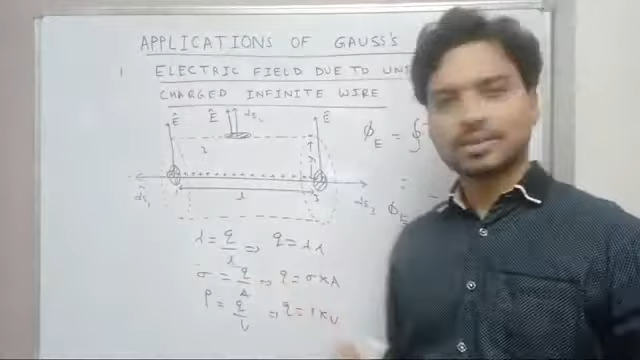 APPLICATIONS OF GAUSS'S
1 ELECTRIC FIELD DUE TO UNI
CHARGED INFINITE WIRE
E E ds₂ E
2
r
ds₁ 1 l 3 ds₃
ϕE = ∮
=
ϕE
λ = q/l ⇒ q = λl
σ = q/A ⇒ q = σ×A
ρ = q/V ⇒ q = ρ×V